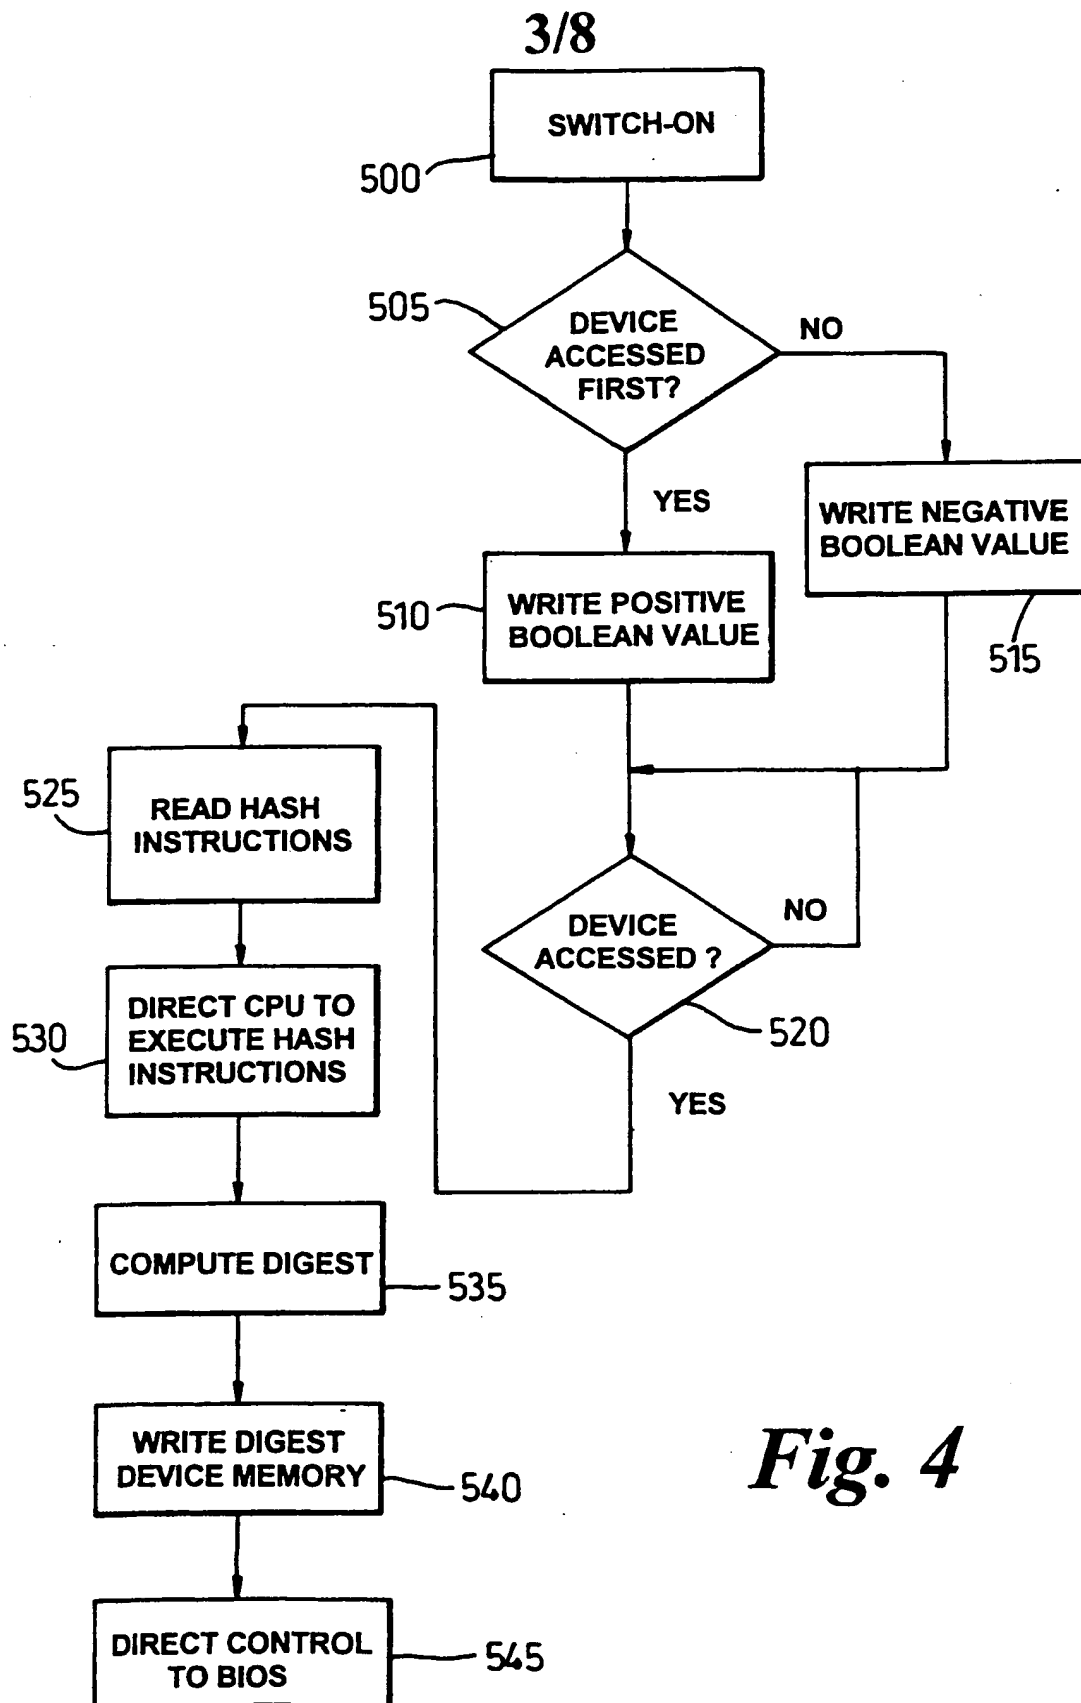 3/8
SWITCH-ON
500
505
DEVICE
ACCESSED
FIRST?
NO
YES
WRITE NEGATIVE
BOOLEAN VALUE
515
510
WRITE POSITIVE
BOOLEAN VALUE
525
READ HASH
INSTRUCTIONS
DEVICE
ACCESSED ?
NO
520
YES
530
DIRECT CPU TO
EXECUTE HASH
INSTRUCTIONS
COMPUTE DIGEST
535
WRITE DIGEST
DEVICE MEMORY
540
DIRECT CONTROL
TO BIOS
545
Fig. 4